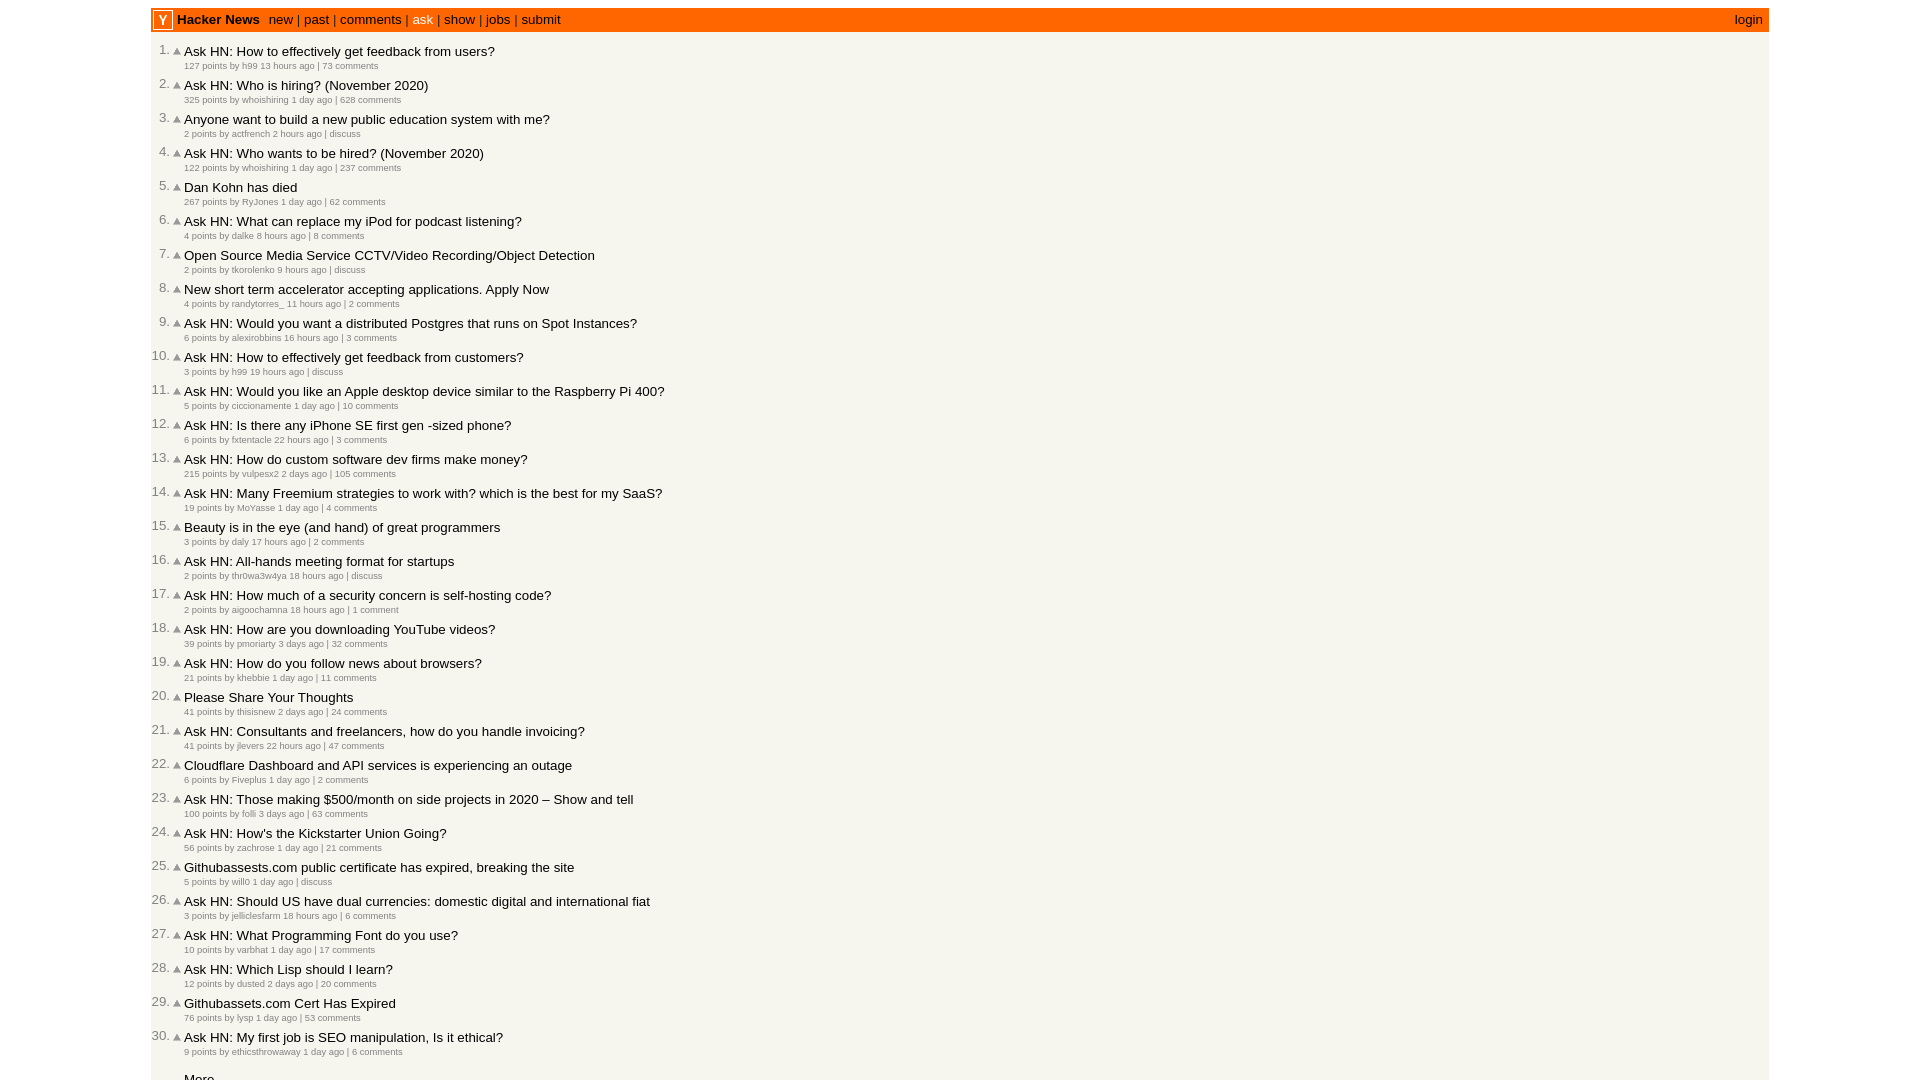 Y Hacker News new | past | comments | ask | show | jobs | submit login
1. Ask HN: How to effectively get feedback from users?
127 points by h99 13 hours ago | 73 comments
2. Ask HN: Who is hiring? (November 2020)
325 points by whoishiring 1 day ago | 628 comments
3. Anyone want to build a new public education system with me?
2 points by actfrench 2 hours ago | discuss
4. Ask HN: Who wants to be hired? (November 2020)
122 points by whoishiring 1 day ago | 237 comments
5. Dan Kohn has died
267 points by RyJones 1 day ago | 62 comments
6. Ask HN: What can replace my iPod for podcast listening?
4 points by dalke 8 hours ago | 8 comments
7. Open Source Media Service CCTV/Video Recording/Object Detection
2 points by tkorolenko 9 hours ago | discuss
8. New short term accelerator accepting applications. Apply Now
4 points by randytorres_ 11 hours ago | 2 comments
9. Ask HN: Would you want a distributed Postgres that runs on Spot Instances?
6 points by alexirobbins 16 hours ago | 3 comments
10. Ask HN: How to effectively get feedback from customers?
3 points by h99 19 hours ago | discuss
11. Ask HN: Would you like an Apple desktop device similar to the Raspberry Pi 400?
5 points by ciccionamente 1 day ago | 10 comments
12. Ask HN: Is there any iPhone SE first gen -sized phone?
6 points by fxtentacle 22 hours ago | 3 comments
13. Ask HN: How do custom software dev firms make money?
215 points by vulpesx2 2 days ago | 105 comments
14. Ask HN: Many Freemium strategies to work with? which is the best for my SaaS?
19 points by MoYasse 1 day ago | 4 comments
15. Beauty is in the eye (and hand) of great programmers
3 points by daly 17 hours ago | 2 comments
16. Ask HN: All-hands meeting format for startups
2 points by thr0wa3w4ya 18 hours ago | discuss
17. Ask HN: How much of a security concern is self-hosting code?
2 points by aigoochamna 18 hours ago | 1 comment
18. Ask HN: How are you downloading YouTube videos?
39 points by pmoriarty 3 days ago | 32 comments
19. Ask HN: How do you follow news about browsers?
21 points by khebbie 1 day ago | 11 comments
20. Please Share Your Thoughts
41 points by thisisnew 2 days ago | 24 comments
21. Ask HN: Consultants and freelancers, how do you handle invoicing?
41 points by jlevers 22 hours ago | 47 comments
22. Cloudflare Dashboard and API services is experiencing an outage
6 points by Fiveplus 1 day ago | 2 comments
23. Ask HN: Those making $500/month on side projects in 2020 – Show and tell
100 points by folli 3 days ago | 63 comments
24. Ask HN: How's the Kickstarter Union Going?
56 points by zachrose 1 day ago | 21 comments
25. Githubassests.com public certificate has expired, breaking the site
5 points by will0 1 day ago | discuss
26. Ask HN: Should US have dual currencies: domestic digital and international fiat
3 points by jelliclesfarm 18 hours ago | 6 comments
27. Ask HN: What Programming Font do you use?
10 points by varbhat 1 day ago | 17 comments
28. Ask HN: Which Lisp should I learn?
12 points by dusted 2 days ago | 20 comments
29. Githubassets.com Cert Has Expired
76 points by lysp 1 day ago | 53 comments
30. Ask HN: My first job is SEO manipulation, Is it ethical?
9 points by ethicsthrowaway 1 day ago | 6 comments
More